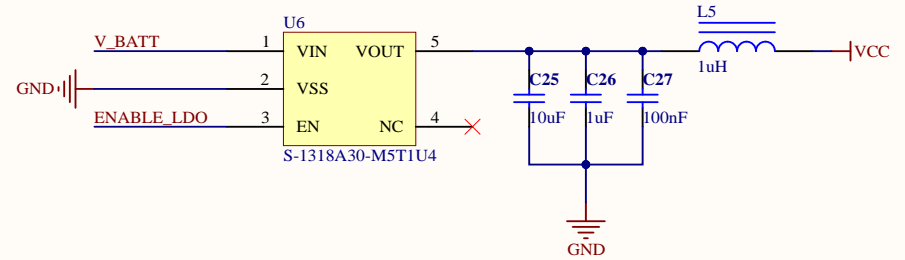 U6
L5
V_BATT
1
VIN
VOUT
5
VCC
1uH
GND
2
VSS
C25
C26
C27
ENABLE_LDO
3
EN
NC
4
10uF
1uF
100nF
S-1318A30-M5T1U4
GND